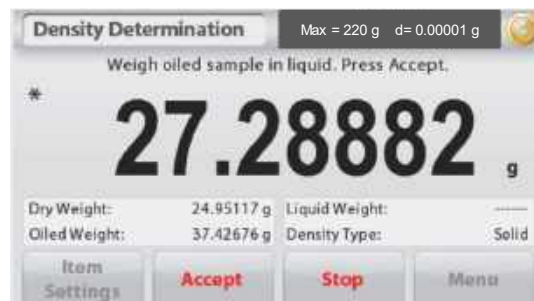 Density Determination
Max = 220 g d= 0.00001 g
Weigh oiled sample in liquid. Press Accept.
*
27.28882 g
Dry Weight: 24.95117 g Liquid Weight: ------
Oiled Weight: 37.42676 g Density Type: Solid
Item Settings
Accept
Stop
Menu